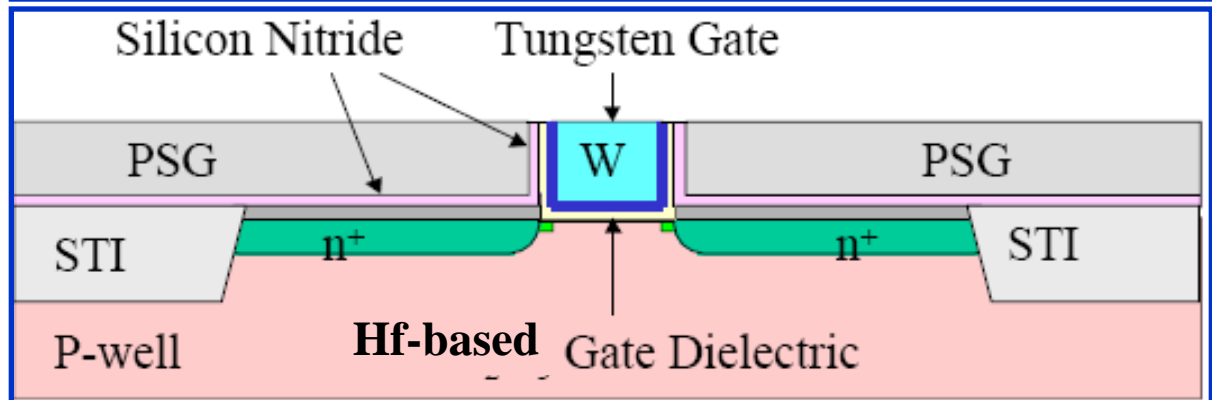 Silicon Nitride Tungsten Gate
PSG W PSG
STI n+ n+ STI
P-well Hf-based Gate Dielectric